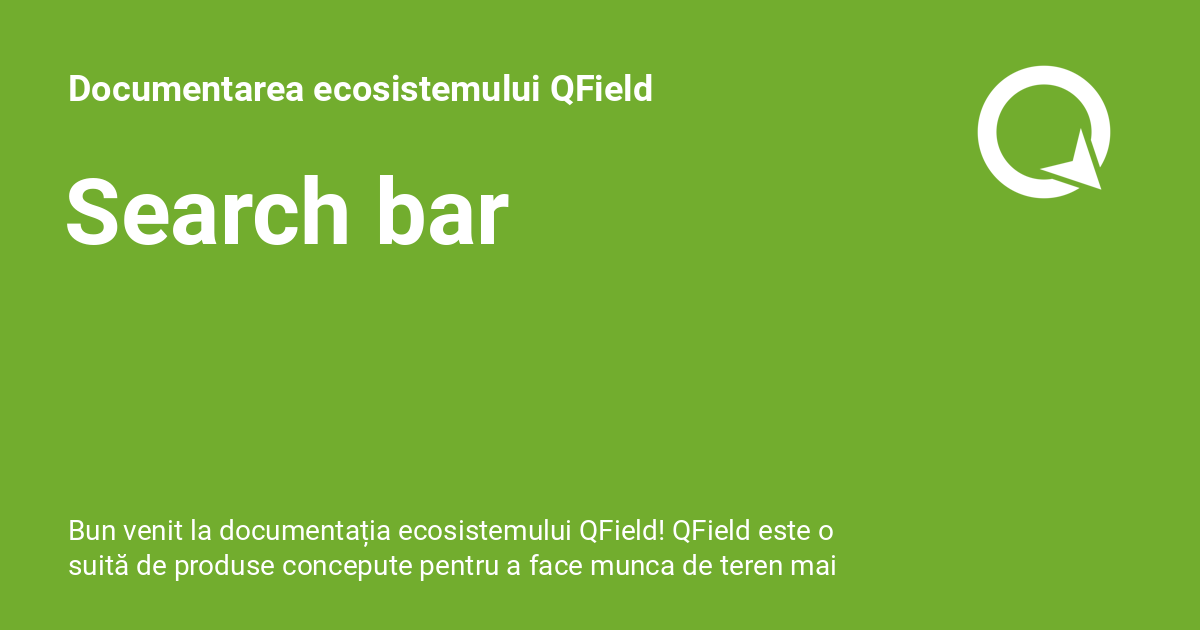 Documentarea ecosistemului QField
Search bar
Bun venit la documentația ecosistemului QField! QField este o
suită de produse concepute pentru a face munca de teren mai